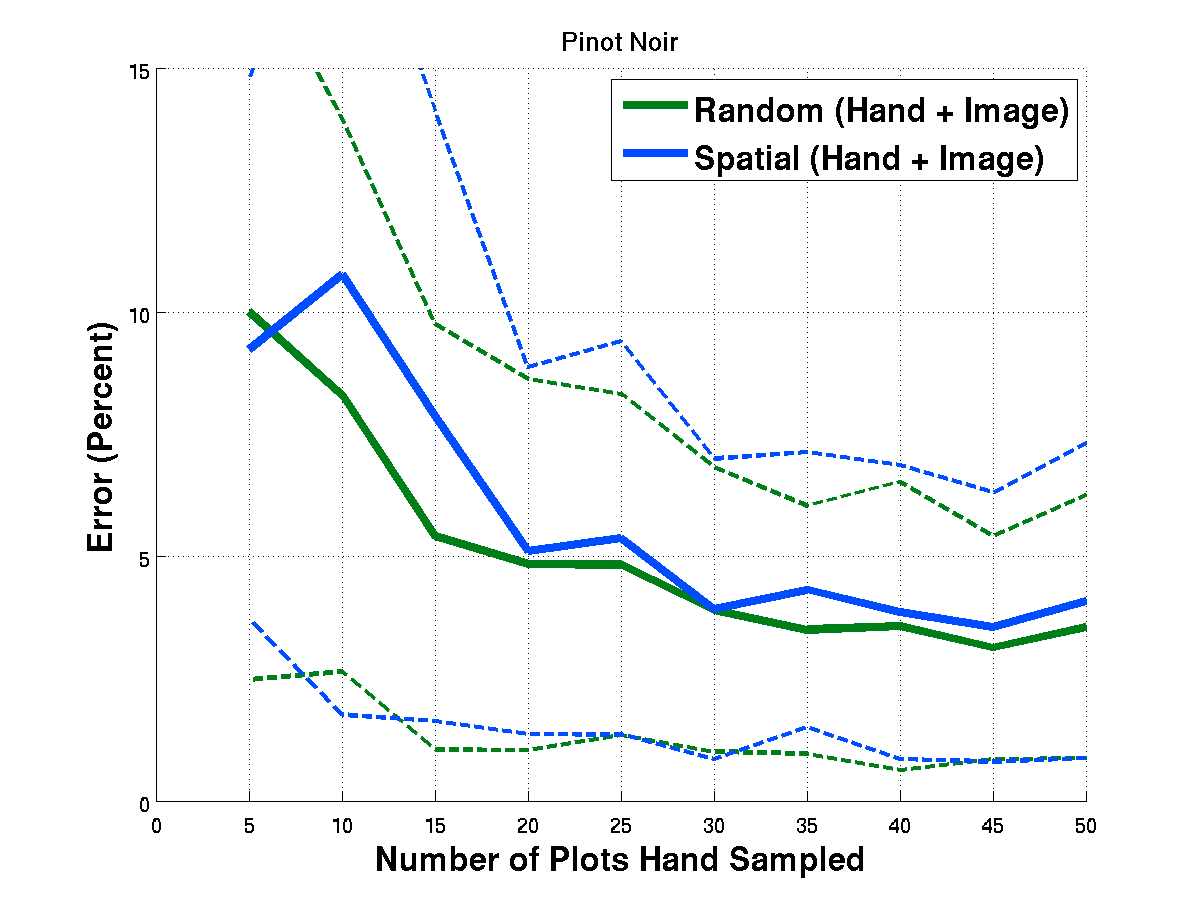 Pinot Noir
15
10
5
0
Random (Hand + Image)
Spatial (Hand + Image)
Error (Percent)
0 5 10 15 20 25 30 35 40 45 50
Number of Plots Hand Sampled